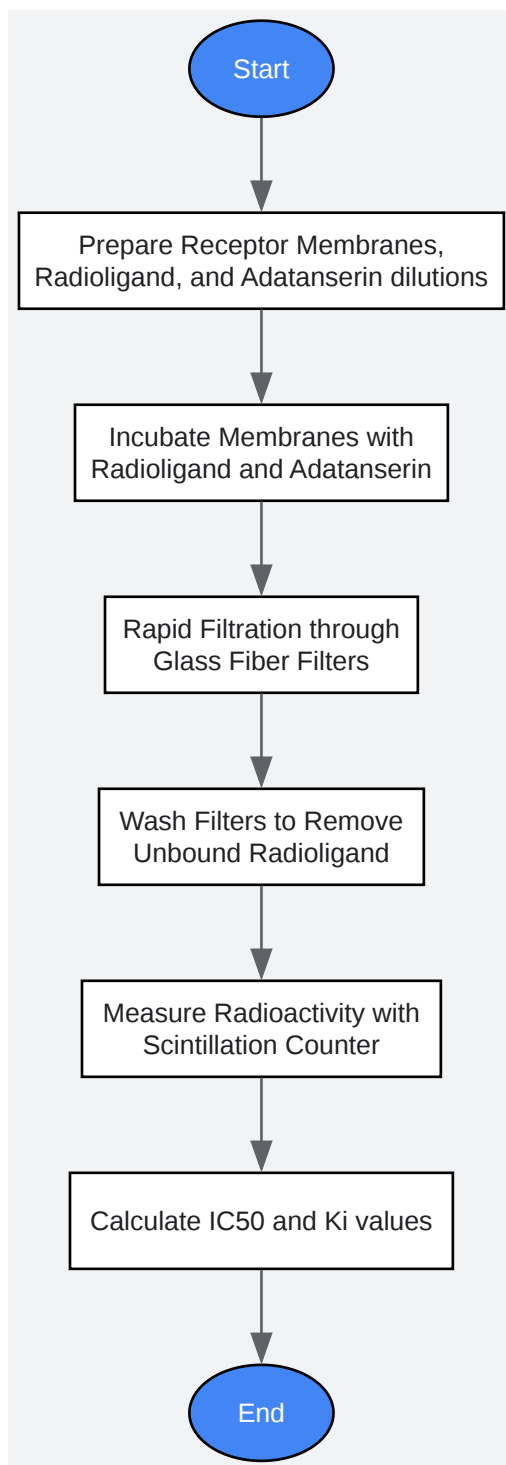 Start
Prepare Receptor Membranes,
Radioligand, and Adatanserin dilutions
Incubate Membranes with
Radioligand and Adatanserin
Rapid Filtration through
Glass Fiber Filters
Wash Filters to Remove
Unbound Radioligand
Measure Radioactivity with
Scintillation Counter
Calculate IC50 and Ki values
End